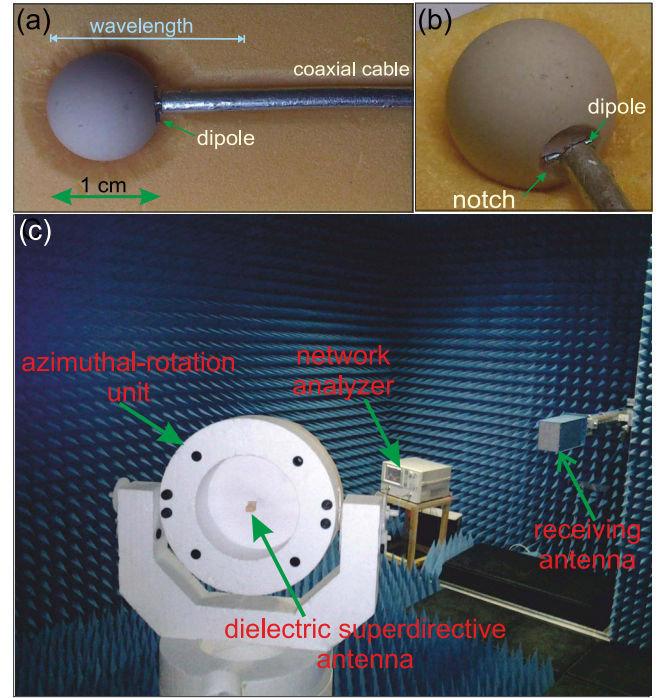 (a)
wavelength
coaxial cable
dipole
1 cm
(b)
dipole
notch
(c)
azimuthal-rotation
unit
network
analyzer
receiving
antenna
dielectric superdirective
antenna